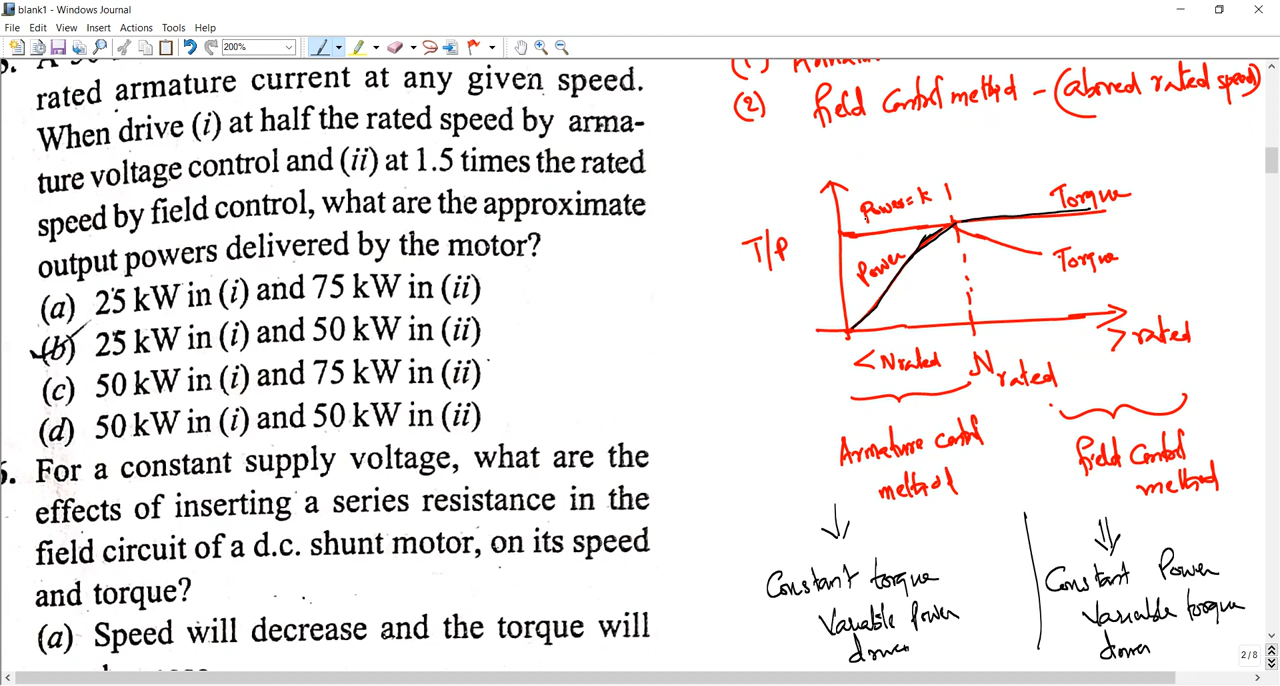 blank1 - Windows Journal
File Edit View Insert Actions Tools Help
200%
rated armature current at any given speed.
When drive (i) at half the rated speed by arma-
ture voltage control and (ii) at 1.5 times the rated
speed by field control, what are the approximate
output powers delivered by the motor?
(a) 25 kW in (i) and 75 kW in (ii)
(b) 25 kW in (i) and 50 kW in (ii)
(c) 50 kW in (i) and 75 kW in (ii)
(d) 50 kW in (i) and 50 kW in (ii)
For a constant supply voltage, what are the
effects of inserting a series resistance in the
field circuit of a d.c. shunt motor, on its speed
and torque?
(a) Speed will decrease and the torque will
(1)
(2) field control method - (aboved rated speed)
Power = k
Torque
T/P
Power
Torque
> rated
< Nrated
Nrated
Armature control
method
field control
method
Constant torque
Variable power
drive
Constant Power
Variable torque
drive
2 / 8